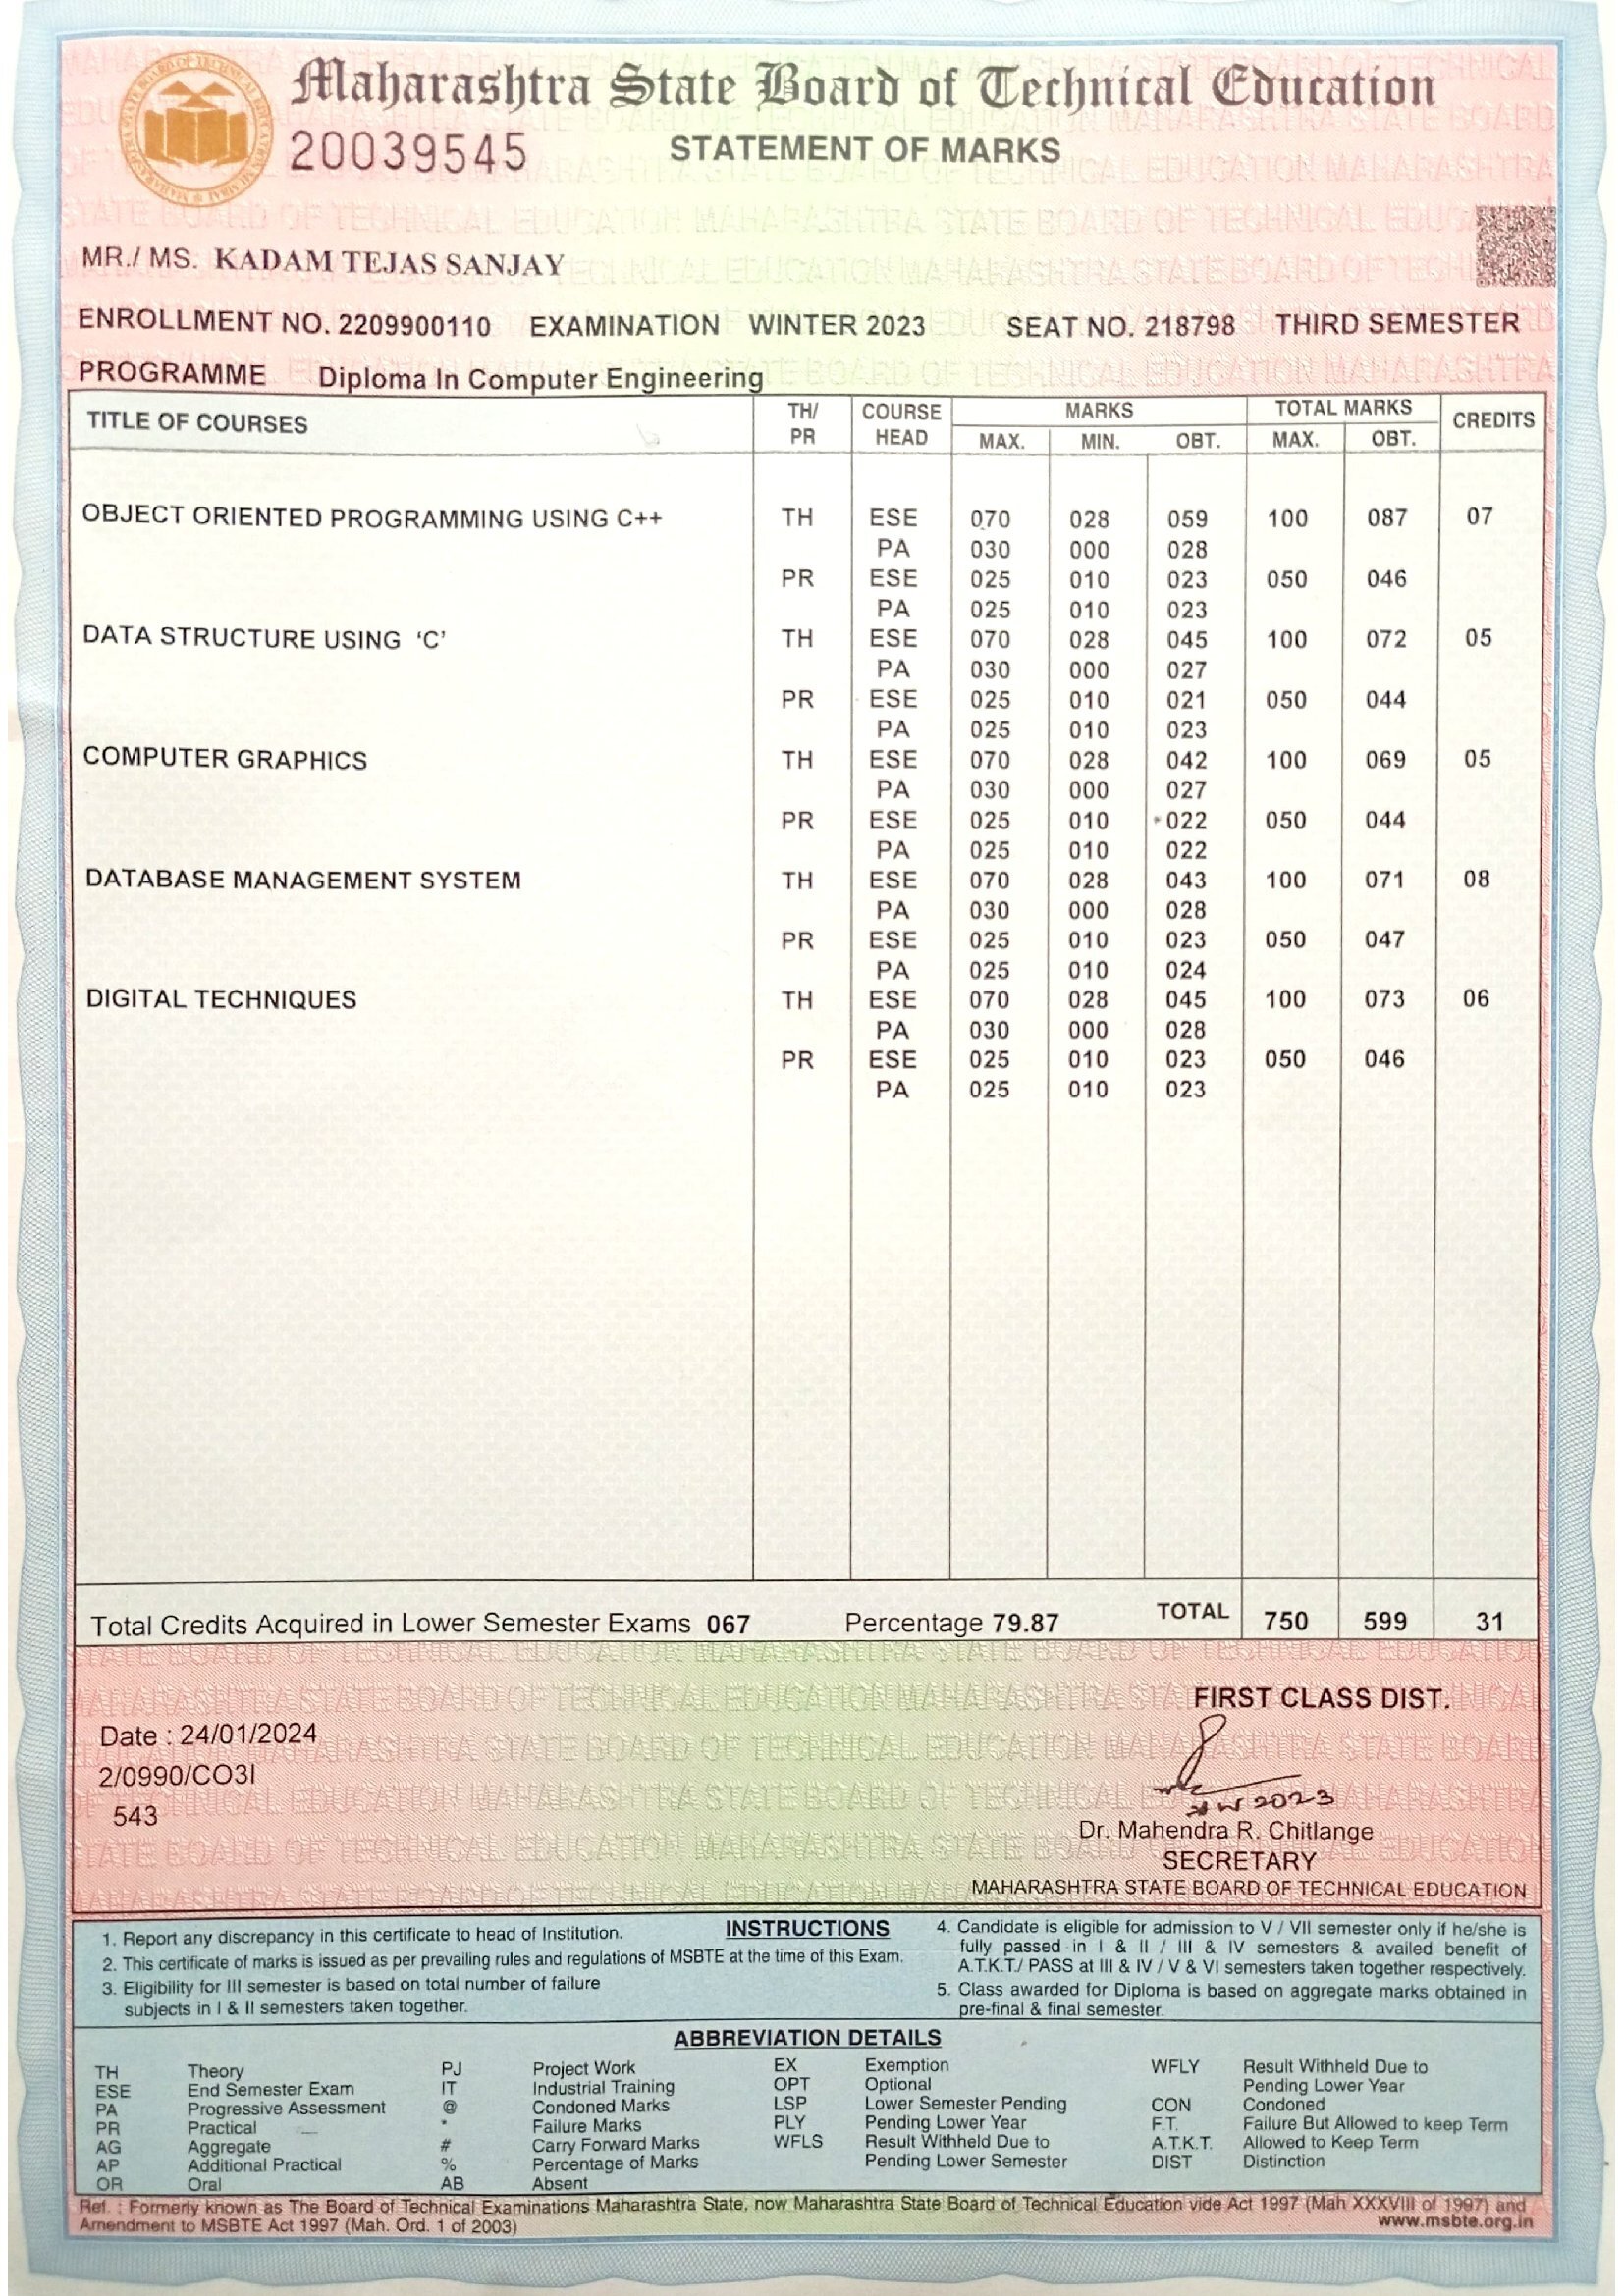 Maharashtra State Board of Technical Education
20039545 STATEMENT OF MARKS
MR./ MS. KADAM TEJAS SANJAY
ENROLLMENT NO. 2209900110 EXAMINATION WINTER 2023 SEAT NO. 218798 THIRD SEMESTER
PROGRAMME Diploma In Computer Engineering
TITLE OF COURSES TH/ PR COURSE HEAD MARKS TOTAL MARKS CREDITS
MAX. MIN. OBT. MAX. OBT.
OBJECT ORIENTED PROGRAMMING USING C++ TH ESE 070 028 059 100 087 07
PA 030 000 028
PR ESE 025 010 023 050 046
PA 025 010 023
DATA STRUCTURE USING ‘C’ TH ESE 070 028 045 100 072 05
PA 030 000 027
PR ESE 025 010 021 050 044
PA 025 010 023
COMPUTER GRAPHICS TH ESE 070 028 042 100 069 05
PA 030 000 027
PR ESE 025 010 022 050 044
PA 025 010 022
DATABASE MANAGEMENT SYSTEM TH ESE 070 028 043 100 071 08
PA 030 000 028
PR ESE 025 010 023 050 047
PA 025 010 024
DIGITAL TECHNIQUES TH ESE 070 028 045 100 073 06
PA 030 000 028
PR ESE 025 010 023 050 046
PA 025 010 023
Total Credits Acquired in Lower Semester Exams 067 Percentage 79.87 TOTAL 750 599 31
FIRST CLASS DIST.
Date : 24/01/2024
2/0990/CO3I
543
2023
Dr. Mahendra R. Chitlange
SECRETARY
MAHARASHTRA STATE BOARD OF TECHNICAL EDUCATION
INSTRUCTIONS
1. Report any discrepancy in this certificate to head of Institution.
2. This certificate of marks is issued as per prevailing rules and regulations of MSBTE at the time of this Exam.
3. Eligibility for III semester is based on total number of failure
subjects in I & II semesters taken together.
4. Candidate is eligible for admission to V / VII semester only if he/she is
fully passed in I & II / III & IV semesters & availed benefit of
A.T.K.T./ PASS at III & IV / V & VI semesters taken together respectively.
5. Class awarded for Diploma is based on aggregate marks obtained in
pre-final & final semester.
ABBREVIATION DETAILS
TH Theory PJ Project Work EX Exemption WFLY Result Withheld Due to
ESE End Semester Exam IT Industrial Training OPT Optional Pending Lower Year
PA Progressive Assessment @ Condoned Marks LSP Lower Semester Pending CON Condoned
PR Practical * Failure Marks PLY Pending Lower Year F.T. Failure But Allowed to keep Term
AG Aggregate # Carry Forward Marks WFLS Result Withheld Due to A.T.K.T. Allowed to Keep Term
AP Additional Practical % Percentage of Marks Pending Lower Semester DIST Distinction
OR Oral AB Absent
Ref. : Formerly known as The Board of Technical Examinations Maharashtra State, now Maharashtra State Board of Technical Education vide Act 1997 (Mah XXXVIII of 1997) and
Amendment to MSBTE Act 1997 (Mah. Ord. 1 of 2003) www.msbte.org.in